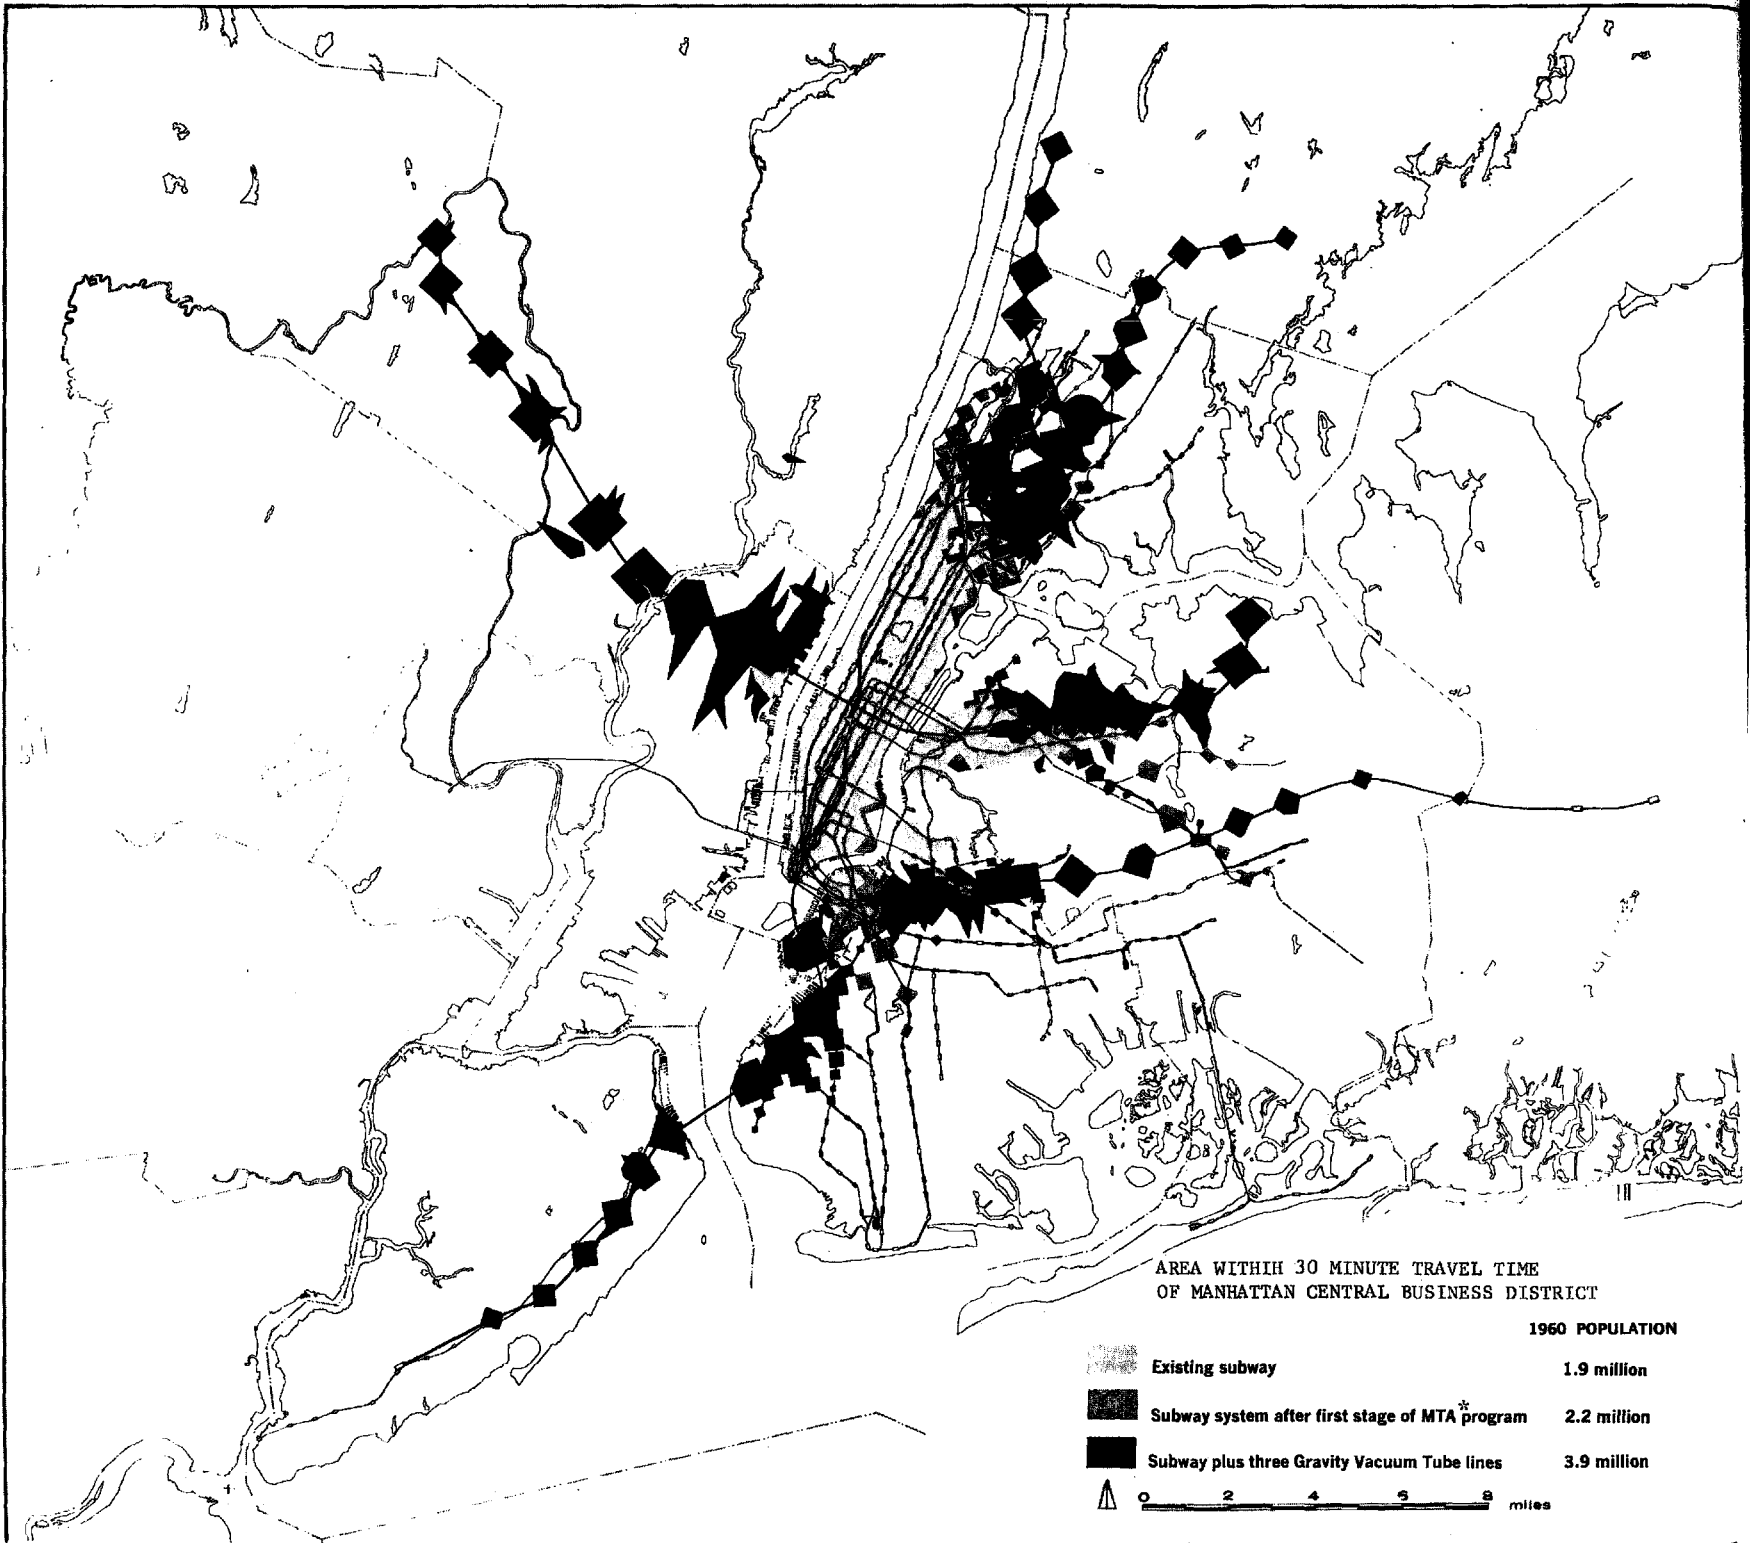 AREA WITHIH 30 MINUTE TRAVEL TIME
OF MANHATTAN CENTRAL BUSINESS DISTRICT
1960 POPULATION
Existing subway 1.9 million
Subway system after first stage of MTA* program 2.2 million
Subway plus three Gravity Vacuum Tube lines 3.9 million
0 2 4 6 8 miles